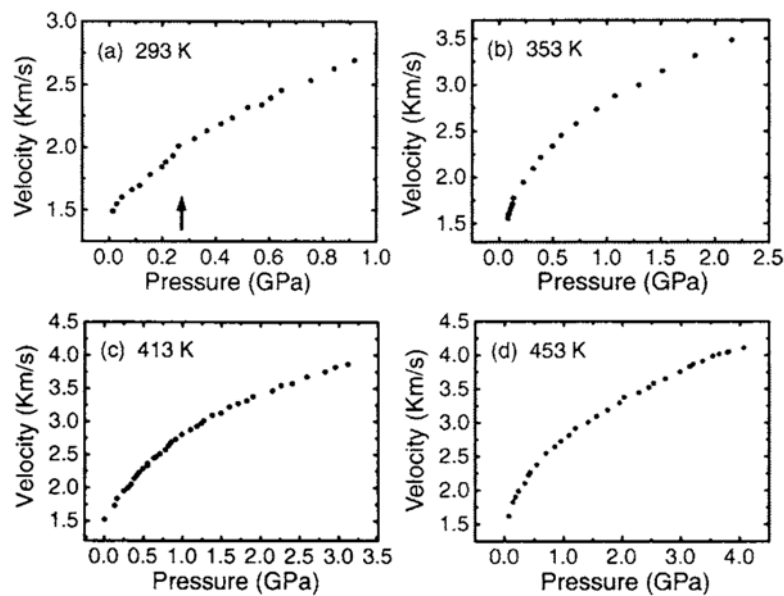 (a) 293 K
Velocity (Km/s)
3.0
2.5
2.0
1.5
0.0 0.2 0.4 0.6 0.8 1.0
Pressure (GPa)
(b) 353 K
Velocity (Km/s)
3.5
3.0
2.5
2.0
1.5
0.0 0.5 1.0 1.5 2.0 2.5
Pressure (GPa)
(c) 413 K
Velocity (Km/s)
4.5
4.0
3.5
3.0
2.5
2.0
1.5
0.0 0.5 1.0 1.5 2.0 2.5 3.0 3.5
Pressure (GPa)
(d) 453 K
Velocity (Km/s)
4.5
4.0
3.5
3.0
2.5
2.0
1.5
0.0 1.0 2.0 3.0 4.0
Pressure (GPa)